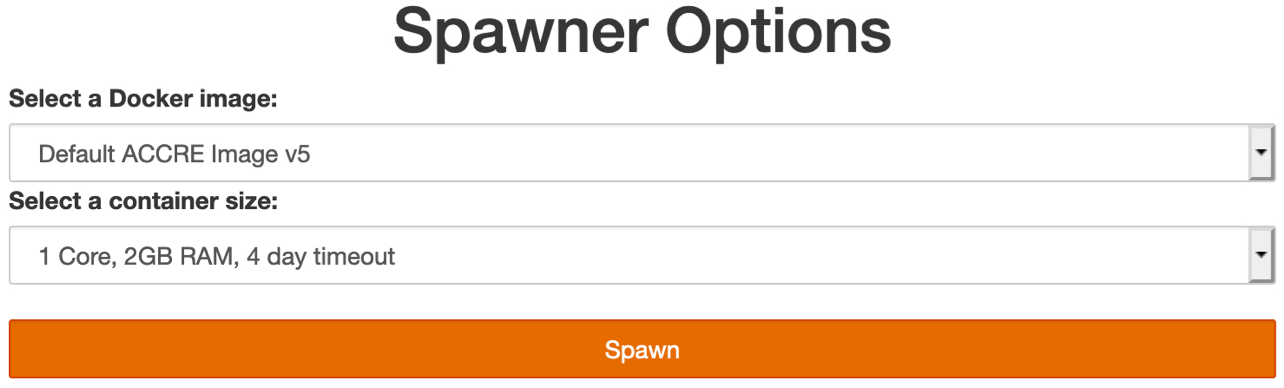 Spawner Options
Select a Docker image:
Default ACCRE Image v5
Select a container size:
1 Core, 2GB RAM, 4 day timeout
Spawn